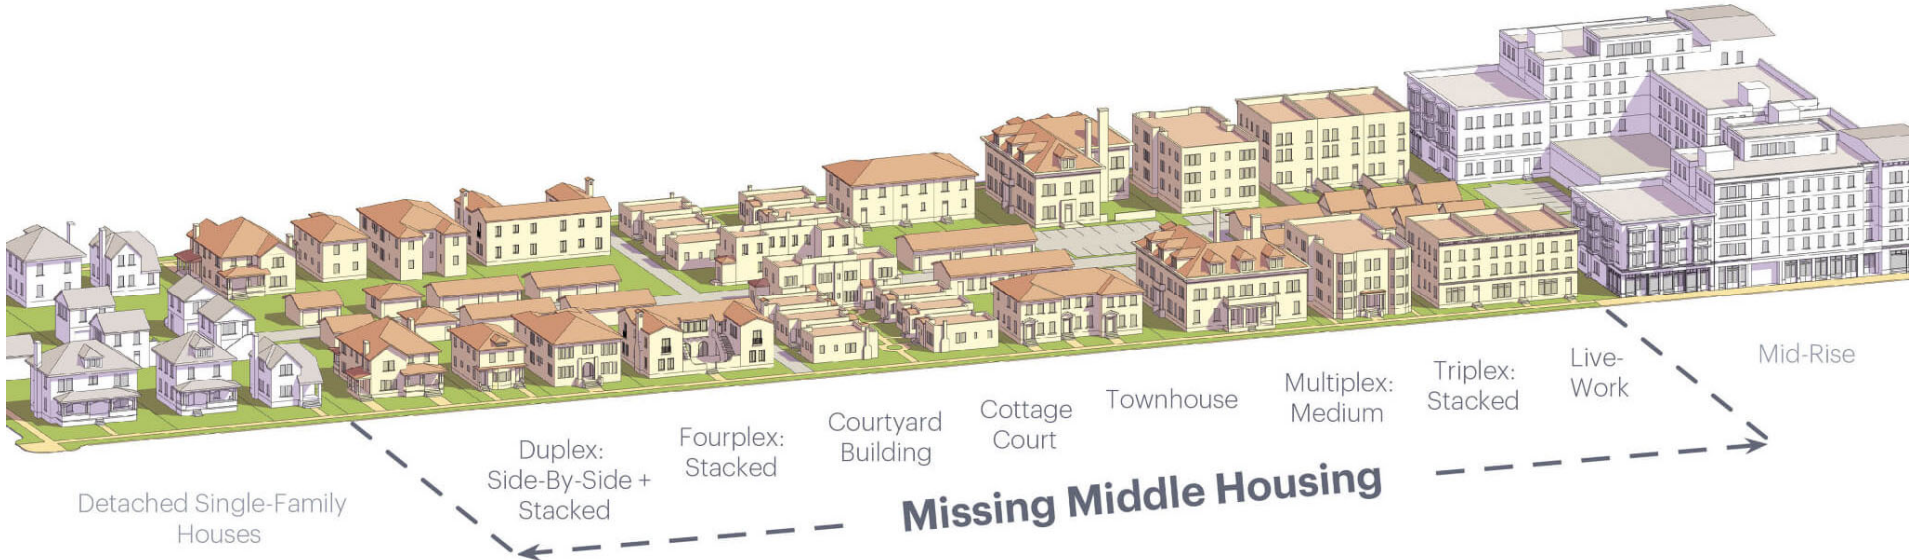 Detached Single-Family
Houses
Duplex:
Side-By-Side +
Stacked
Fourplex:
Stacked
Courtyard
Building
Cottage
Court
Townhouse
Multiplex:
Medium
Triplex:
Stacked
Live-
Work
Mid-Rise
Missing Middle Housing